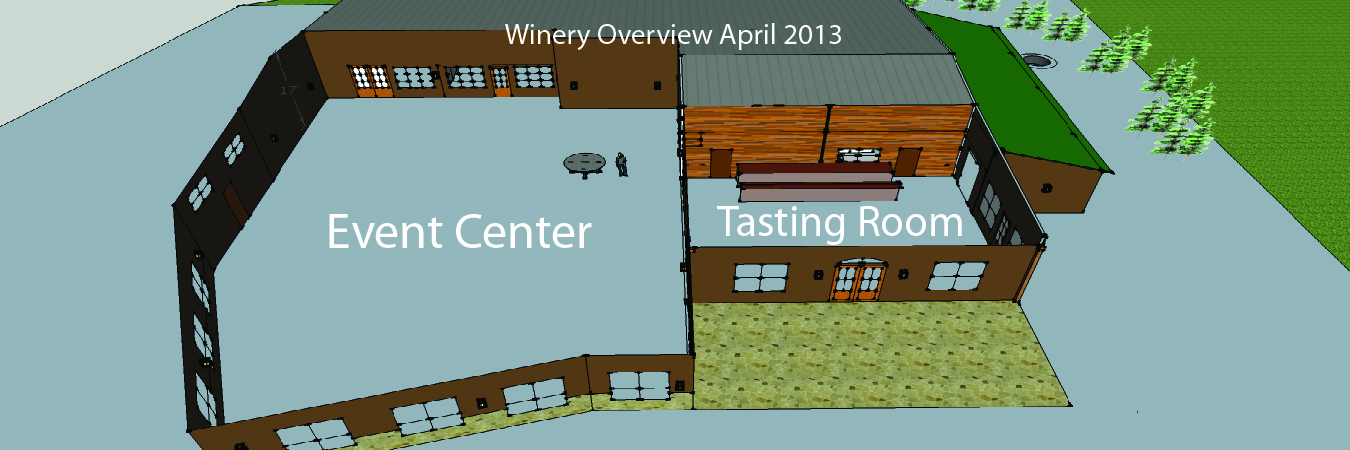 Winery Overview April 2013
17'
Event Center
Tasting Room